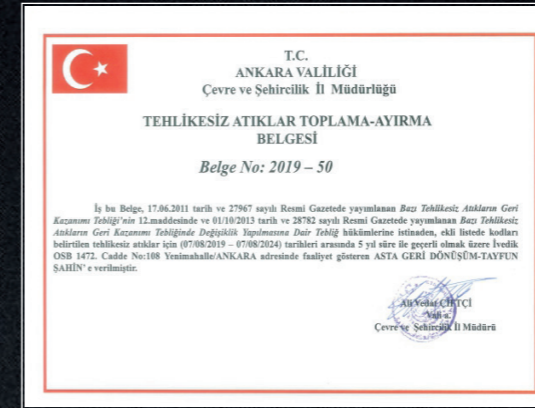 T.C.
ANKARA VALİLİĞİ
Çevre ve Şehircilik İl Müdürlüğü
TEHLİKESİZ ATIKLAR TOPLAMA-AYIRMA
BELGESİ
Belge No: 2019 – 50
İş bu Belge, 17.06.2011 tarih ve 27967 sayılı Resmi Gazetede yayımlanan Bazı Tehlikesiz Atıkların Geri
Kazanımı Tebliği'nin 12.maddesinde ve 01/10/2013 tarih ve 28782 sayılı Resmi Gazetede yayımlanan Bazı Tehlikesiz
Atıkların Geri Kazanımı Tebliğinde Değişiklik Yapılmasına Dair Tebliğ hükümlerine istinaden, ekli listede kodları
belirtilen tehlikesiz atıklar için (07/08/2019 – 07/08/2024) tarihleri arasında 5 yıl süre ile geçerli olmak üzere İvedik
OSB 1472. Cadde No:108 Yenimahalle/ANKARA adresinde faaliyet gösteren ASTA GERİ DÖNÜŞÜM-TAYFUN
ŞAHİN' e verilmiştir.
Ali Vedat ÇİFTÇİ
Vali a.
Çevre ve Şehircilik İl Müdürü